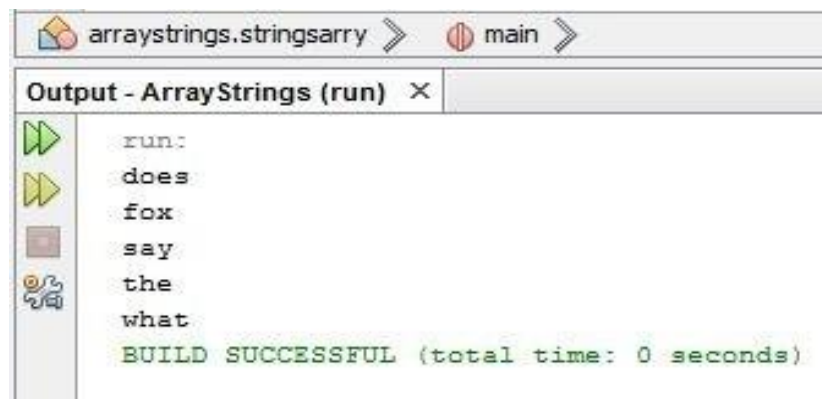 arraystrings.stringsarry main
Output - ArrayStrings (run)
run:
does
fox
say
the
what
BUILD SUCCESSFUL (total time: 0 seconds)